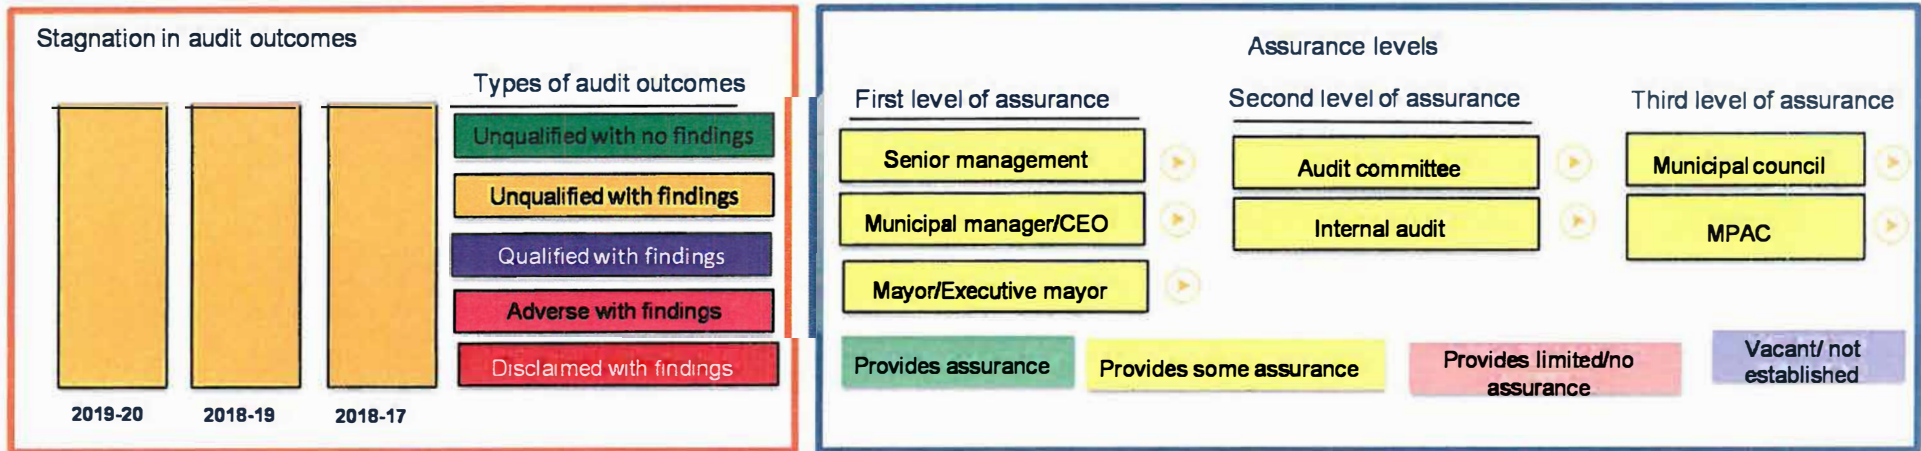 Stagnation in audit outcomes
Types of audit outcomes
Unqualified with no findings
Unqualified with findings
Qualified with findings
Adverse with findings
Disclaimed with findings
2019-20
2018-19
2018-17
Assurance levels
First level of assurance
Second level of assurance
Third level of assurance
Senior management
Audit committee
Municipal council
Municipal manager/CEO
Internal audit
MPAC
Mayor/Executive mayor
Provides assurance
Provides some assurance
Provides limited/no
assurance
Vacant/ not
established